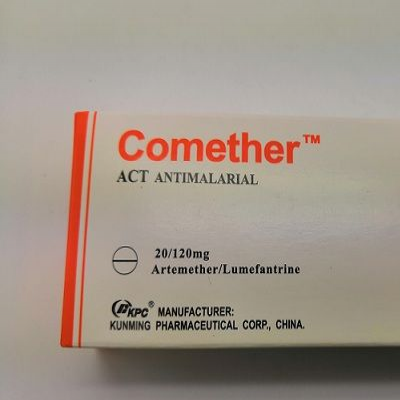 Comether™
ACT ANTIMALARIAL
20/120mg
Artemether/Lumefantrine
KPC® MANUFACTURER:
KUNMING PHARMACEUTICAL CORP., CHINA.